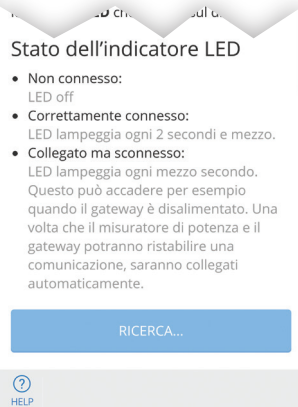 Stato dell’indicatore LED
• Non connesso:
LED off
• Correttamente connesso:
LED lampeggia ogni 2 secondi e mezzo.
• Collegato ma sconnesso:
LED lampeggia ogni mezzo secondo.
Questo può accadere per esempio
quando il gateway è disalimentato. Una
volta che il misuratore di potenza e il
gateway potranno ristabilire una
comunicazione, saranno collegati
automaticamente.
RICERCA...
?
HELP